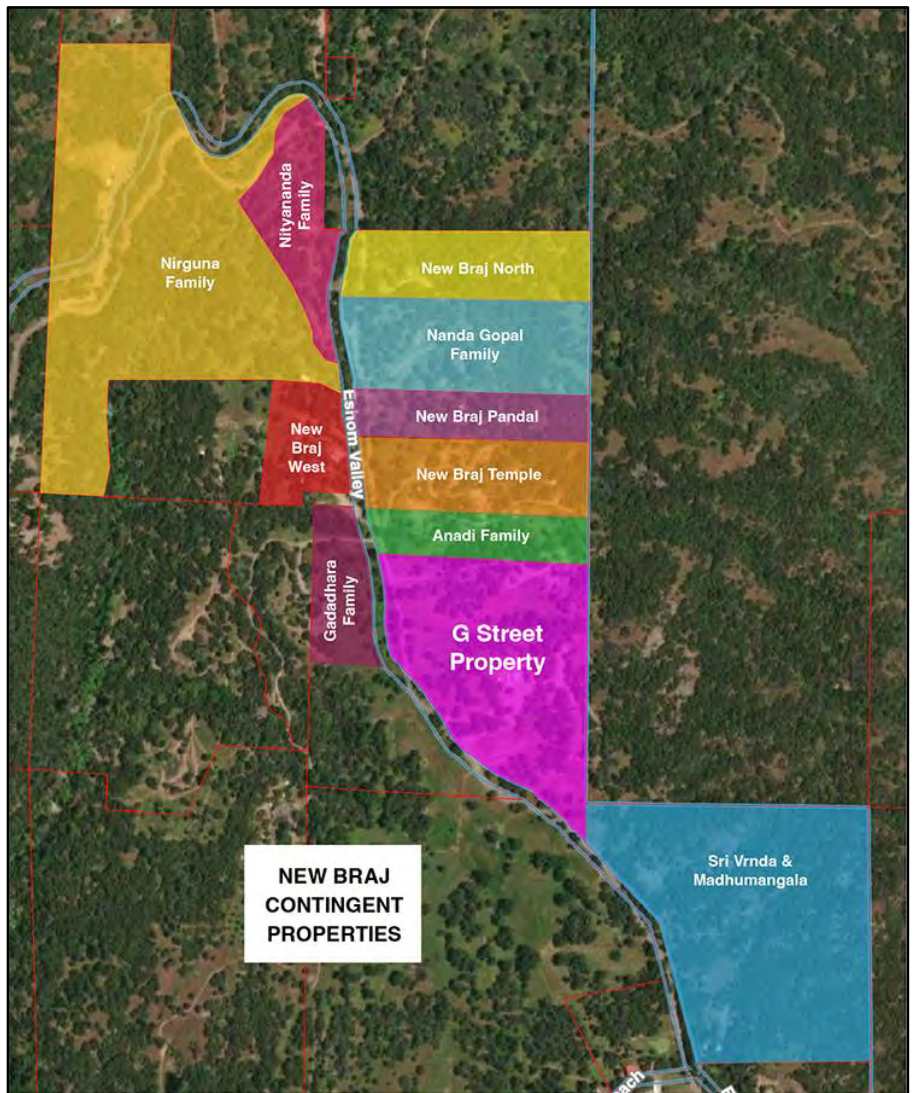 Nityananda
Family
Nirguna
Family
New Braj North
Nanda Gopal
Family
New Braj Pandal
New
Braj
West
Esnom Valley
New Braj Temple
Anadi Family
Gadadhara
Family
G Street
Property
Sri Vrnda &
Madhumangala
NEW BRAJ
CONTINGENT
PROPERTIES